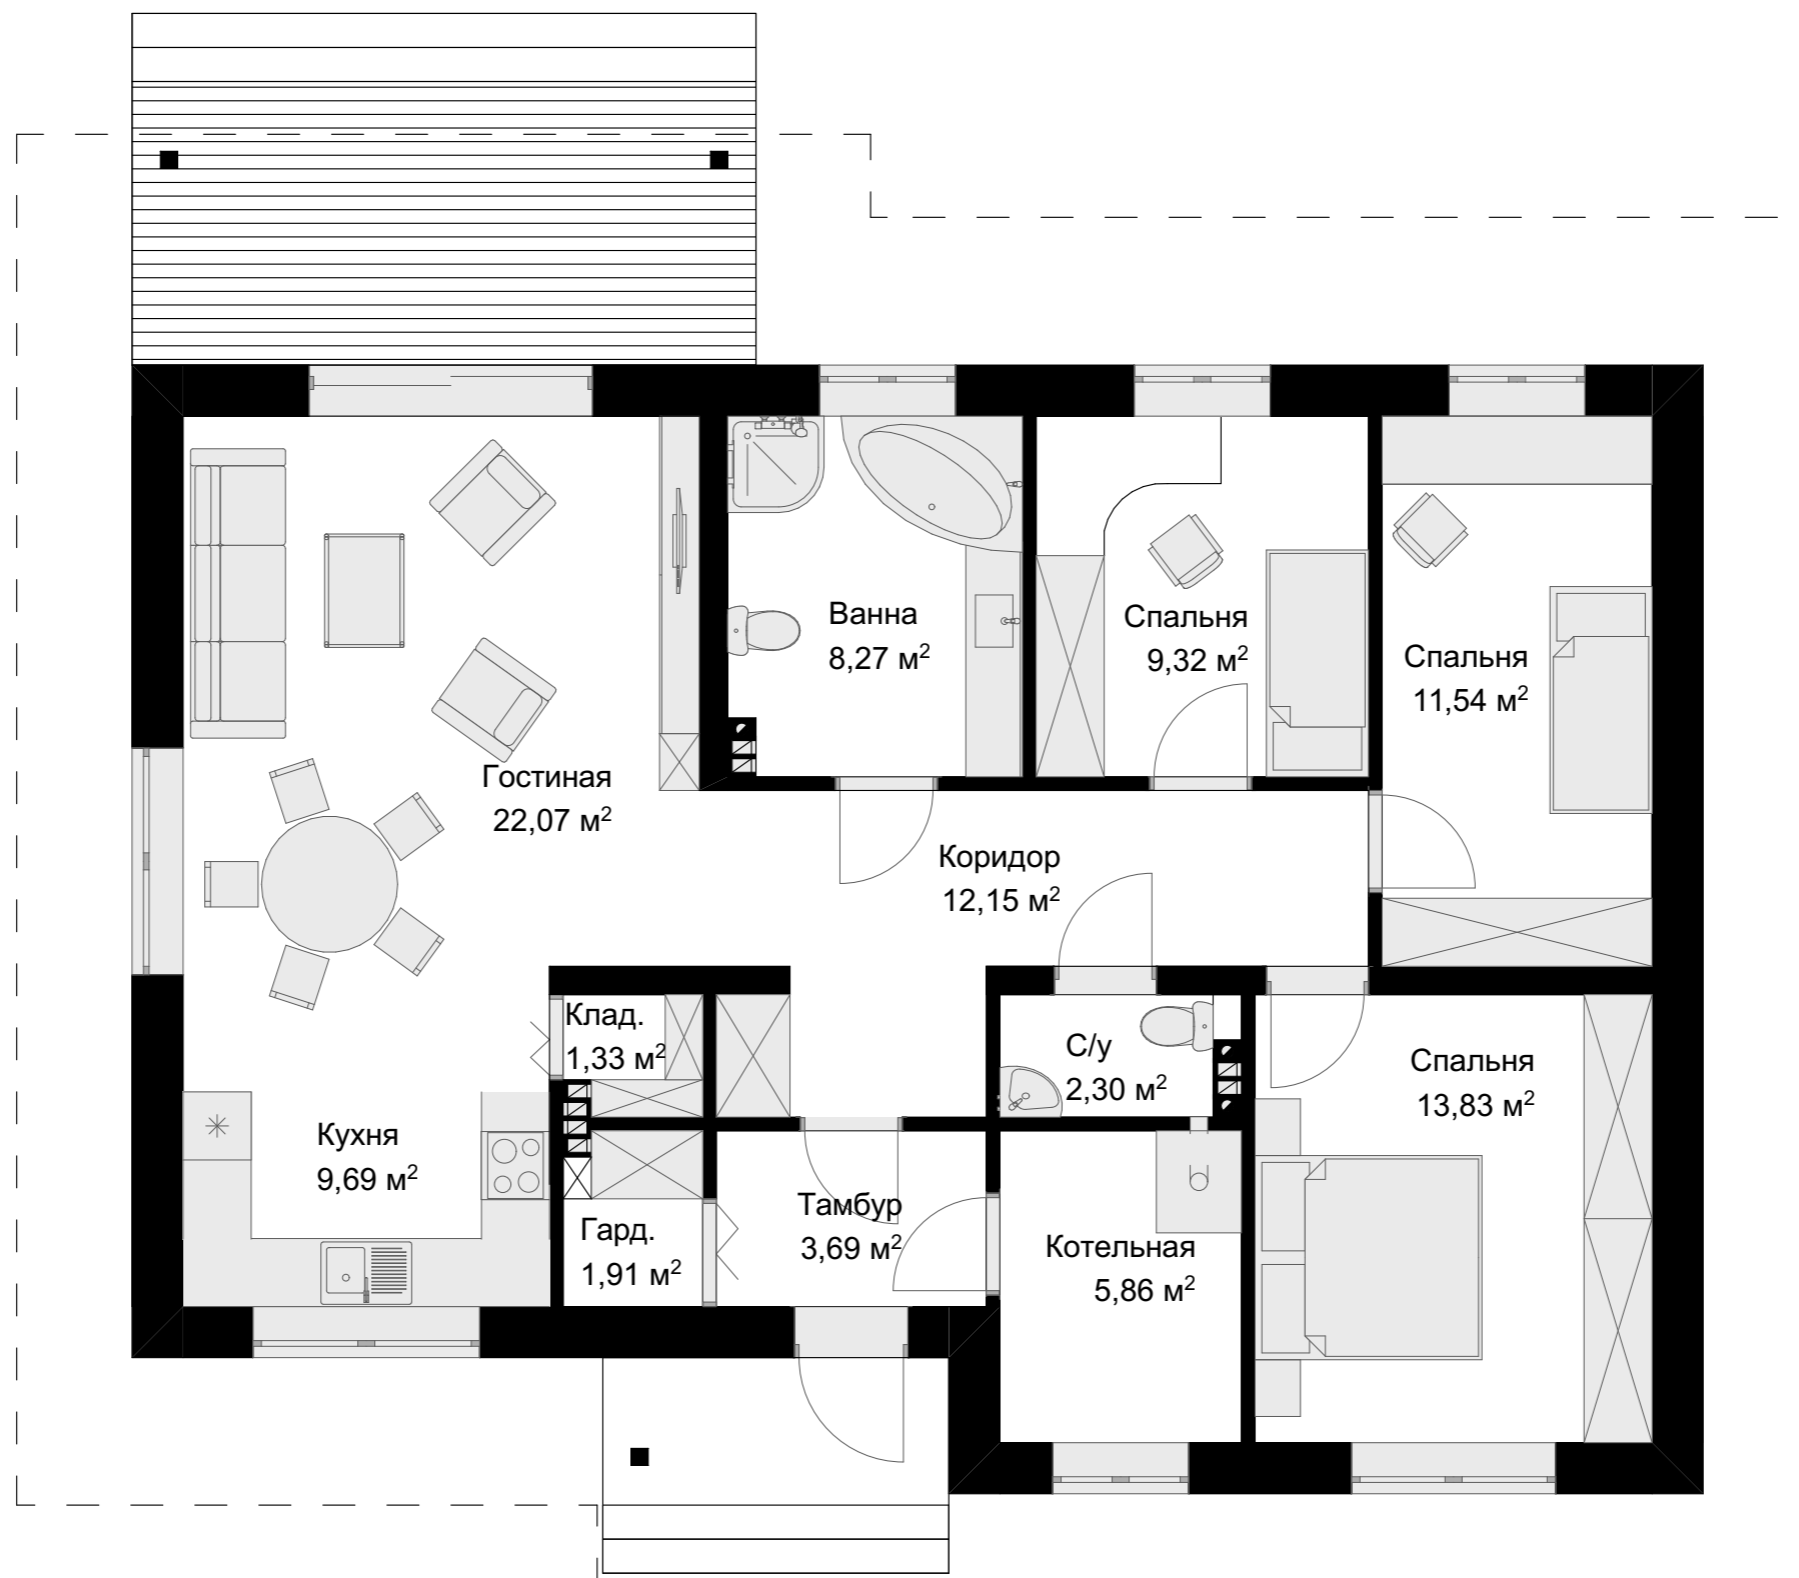 Ванна
8,27 м²
Спальня
9,32 м²
Спальня
11,54 м²
Гостиная
22,07 м²
Коридор
12,15 м²
Клад.
1,33 м²
С/у
2,30 м²
Спальня
13,83 м²
Кухня
9,69 м²
Тамбур
3,69 м²
Гард.
1,91 м²
Котельная
5,86 м²